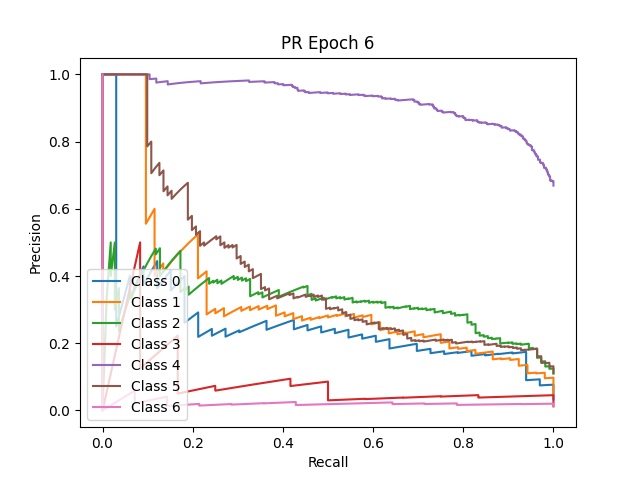 PR Epoch 6
Precision
1.0
0.8
0.6
0.4
0.2
0.0
Class 0
Class 1
Class 2
Class 3
Class 4
Class 5
Class 6
0.0 0.2 0.4 0.6 0.8 1.0
Recall